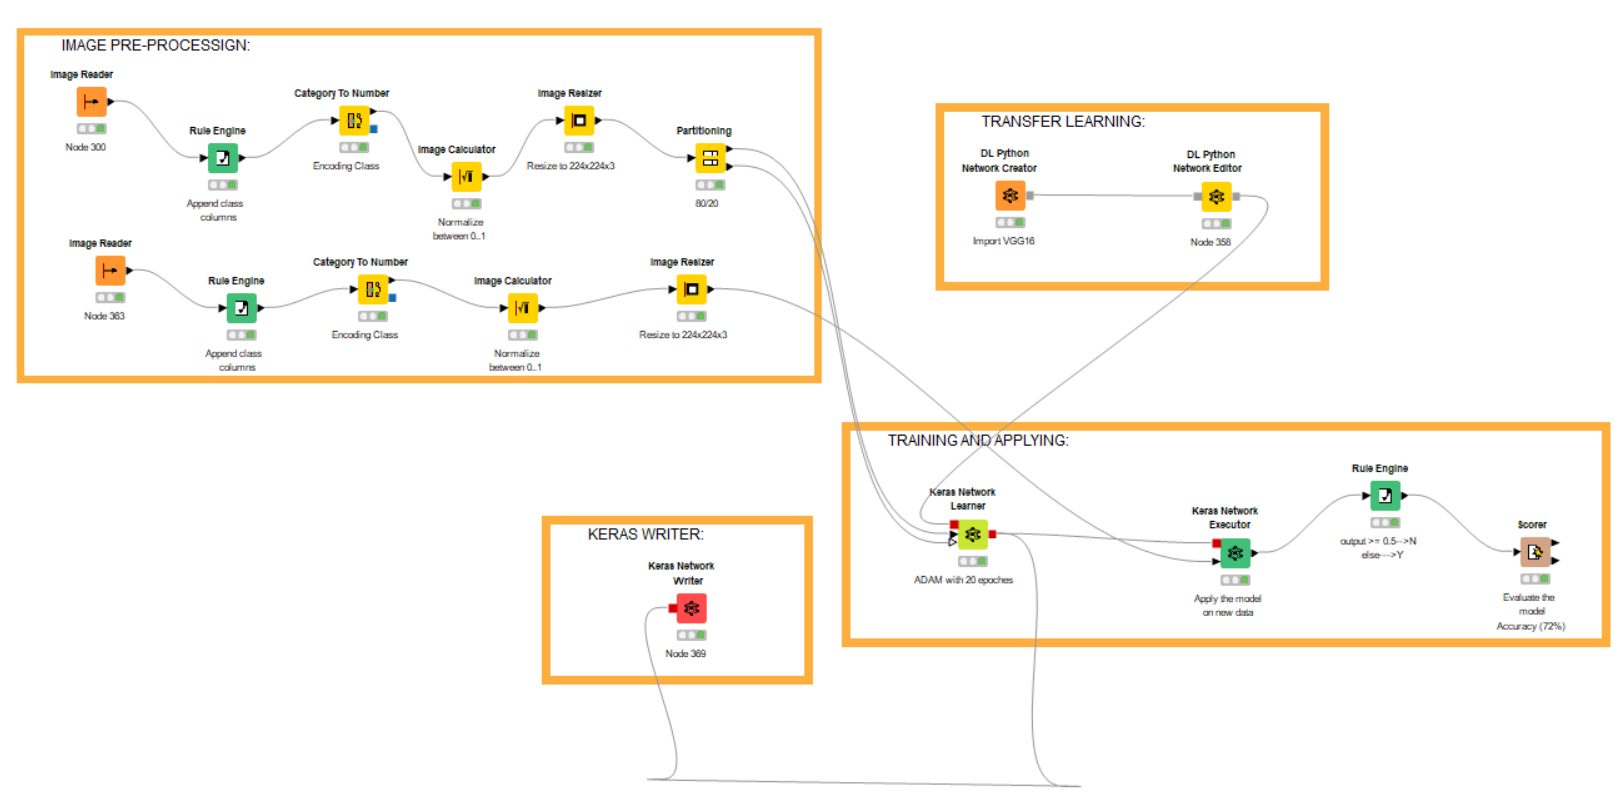 IMAGE PRE-PROCESSIGN:
Image Reader
Node 300
Rule Engine
Append class
columns
Category To Number
Encoding Class
Image Calculator
Normalize
between 0..1
Image Resizer
Resize to 224x224x3
Partitioning
80/20
Image Reader
Node 363
Rule Engine
Append class
columns
Category To Number
Encoding Class
Image Calculator
Normalize
between 0..1
Image Resizer
Resize to 224x224x3
TRANSFER LEARNING:
DL Python
Network Creator
Import VGG16
DL Python
Network Editor
Node 358
TRAINING AND APPLYING:
Keras Network
Learner
ADAM with 20 epoches
Keras Network
Executor
Apply the model
on new data
Rule Engine
output >= 0.5-->N
else--->Y
Scorer
Evaluate the
model
Accuracy (72%)
KERAS WRITER:
Keras Network
Writer
Node 369